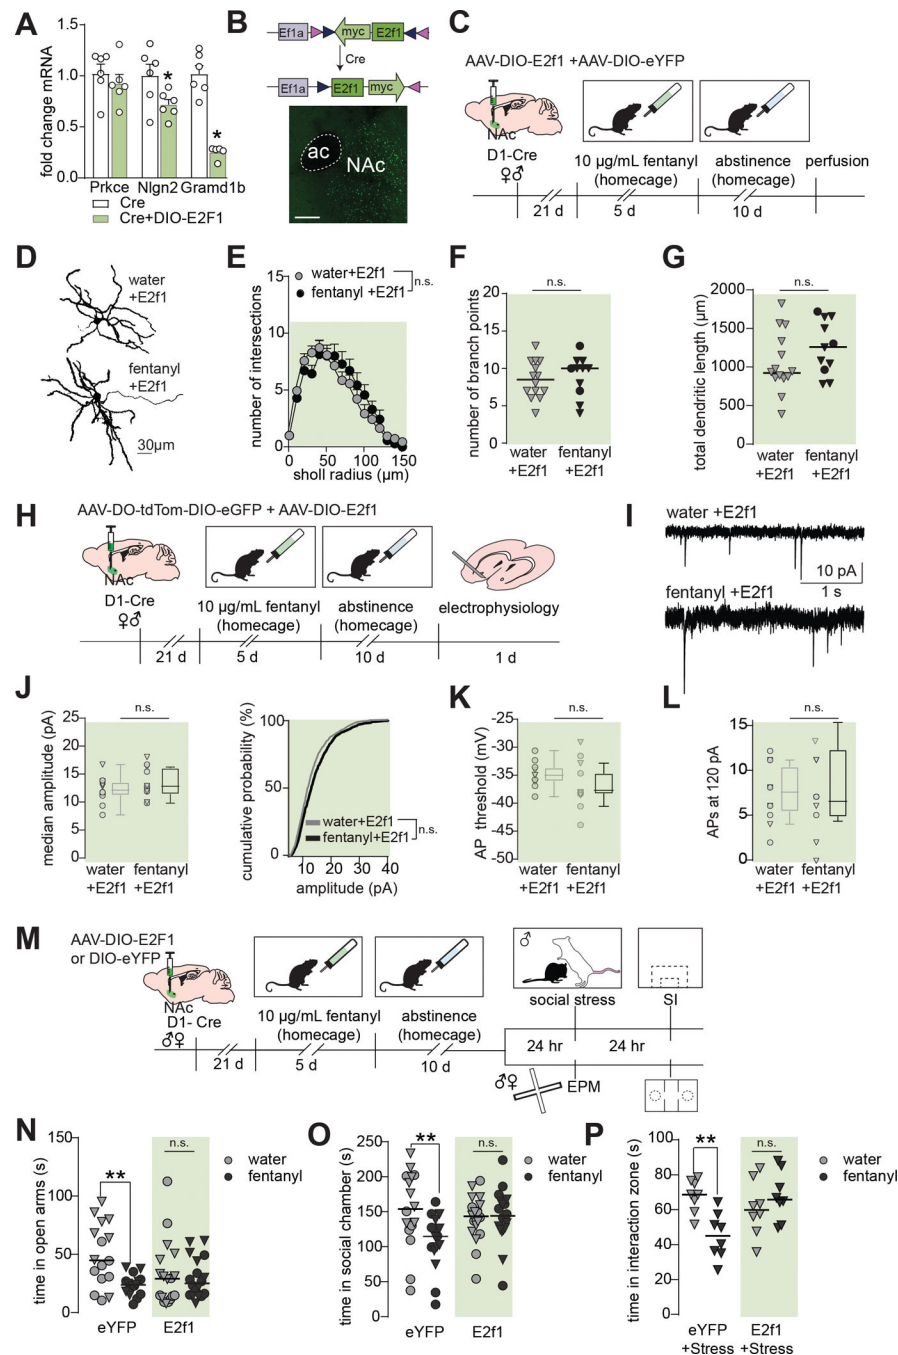 A
fold change mRNA
1.5
1.0
0.5
0.0
*
*
Prkce Nlgn2 Gramd1b
Cre
Cre+DIO-E2F1
B
Ef1a myc E2f1
Cre
Ef1a E2f1 myc
ac
NAc
C
AAV-DIO-E2f1 +AAV-DIO-eYFP
NAc
D1-Cre
♀♂
10 µg/mL fentanyl
(homecage)
abstinence
(homecage)
perfusion
21 d 5 d 10 d
D
water
+E2f1
fentanyl
+E2f1
30µm
E
water+E2f1
fentanyl +E2f1
n.s.
number of intersections
15
10
5
0
0 50 100 150
sholl radius (µm)
F
n.s.
number of branch points
20
15
10
5
0
water
+E2f1
fentanyl
+E2f1
G
n.s.
total dendritic length (µm)
2000
1500
1000
500
0
water
+E2f1
fentanyl
+E2f1
H
AAV-DO-tdTom-DIO-eGFP + AAV-DIO-E2f1
NAc
D1-Cre
♀♂
10 µg/mL fentanyl
(homecage)
abstinence
(homecage)
electrophysiology
21 d 5 d 10 d 1 d
I
water +E2f1
10 pA
1 s
fentanyl +E2f1
J
n.s.
median amplitude (pA)
25
20
15
10
5
0
water
+E2f1
fentanyl
+E2f1
cumulative probability (%)
100
50
0
water+E2f1
fentanyl+E2f1
n.s.
0 10 20 30 40
amplitude (pA)
K
n.s.
AP threshold (mV)
-25
-30
-35
-40
-45
-50
water
+E2f1
fentanyl
+E2f1
L
n.s.
APs at 120 pA
15
10
5
0
water
+E2f1
fentanyl
+E2f1
M
AAV-DIO-E2F1
or DIO-eYFP
NAc
D1- Cre
♂♀
10 µg/mL fentanyl
(homecage)
abstinence
(homecage)
♂
social stress
SI
21 d 5 d 10 d
24 hr 24 hr
♂♀
EPM
N
time in open arms (s)
150
100
50
0
**
n.s.
water
fentanyl
eYFP E2f1
O
time in social chamber (s)
250
200
150
100
50
0
**
n.s.
water
fentanyl
eYFP E2f1
P
time in interaction zone (s)
100
80
60
40
20
0
**
n.s.
water
fentanyl
eYFP
+Stress
E2f1
+Stress